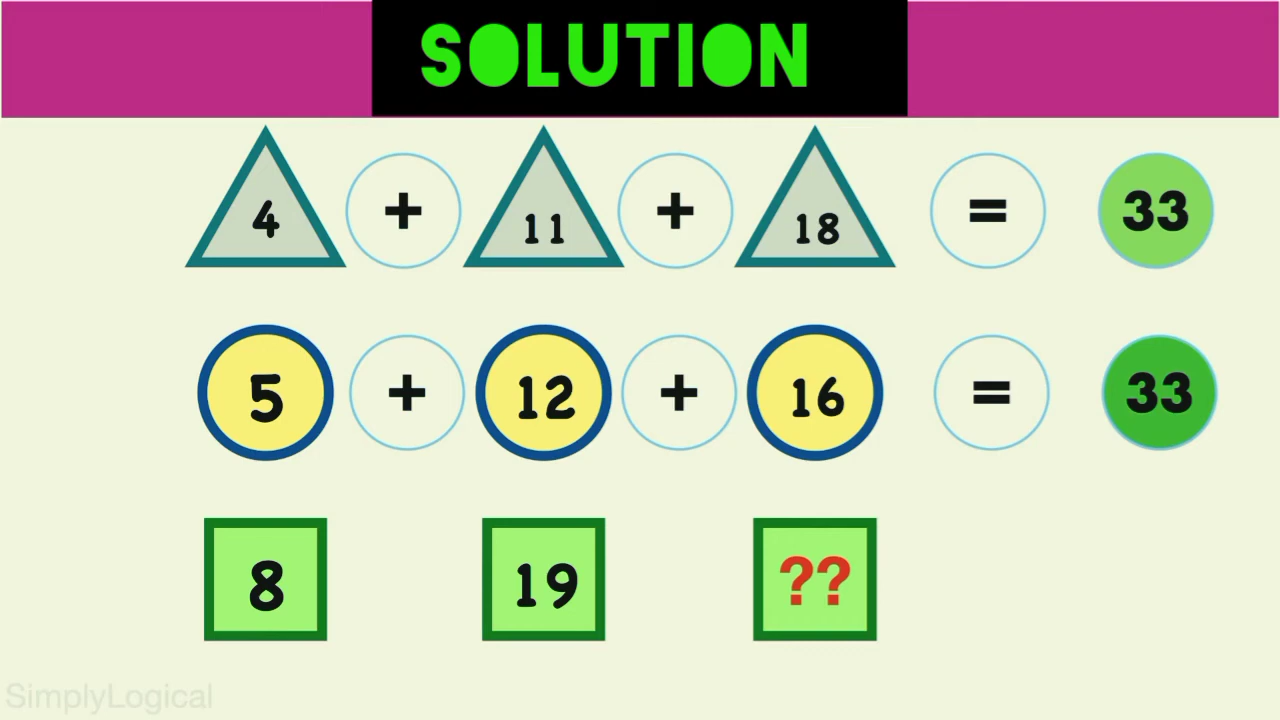 SOLUTION
4 + 11 + 18 = 33
5 + 12 + 16 = 33
8 19 ??
SimplyLogical